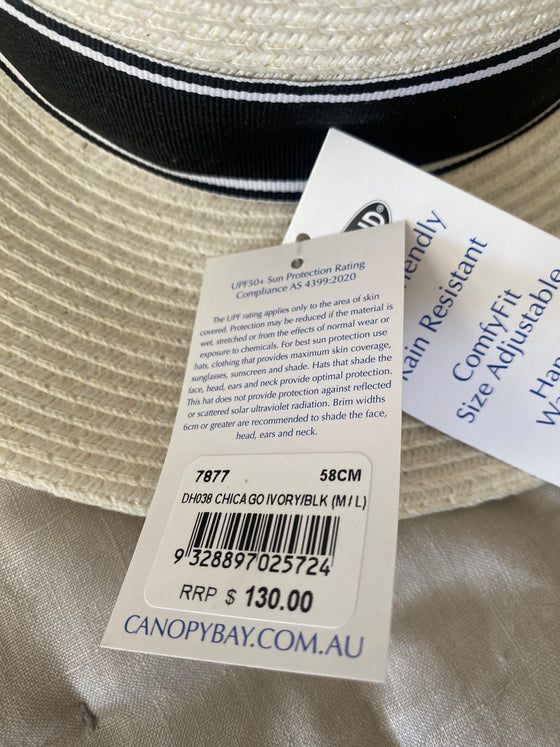 UPF50+ Sun Protection Rating
Compliance AS 4399:2020
The UPF rating applies only to the area of skin
covered. Protection may be reduced if the material is
wet, stretched or from the effects of normal wear or
exposure to chemicals. For best sun protection use
hats, clothing that provides maximum skin coverage,
sunglasses, sunscreen and shade. Hats that shade the
face, head, ears and neck provide optimal protection.
This hat does not provide protection against reflected
or scattered solar ultraviolet radiation. Brim widths
6cm or greater are recommended to shade the face,
head, ears and neck.
7877 58CM
DH038 CHICAGO IVORY/BLK (M/L)
9 328897 025724
RRP $ 130.00
CANOPYBAY.COM.AU
Resistant
ComfyFit
Size Adjustable